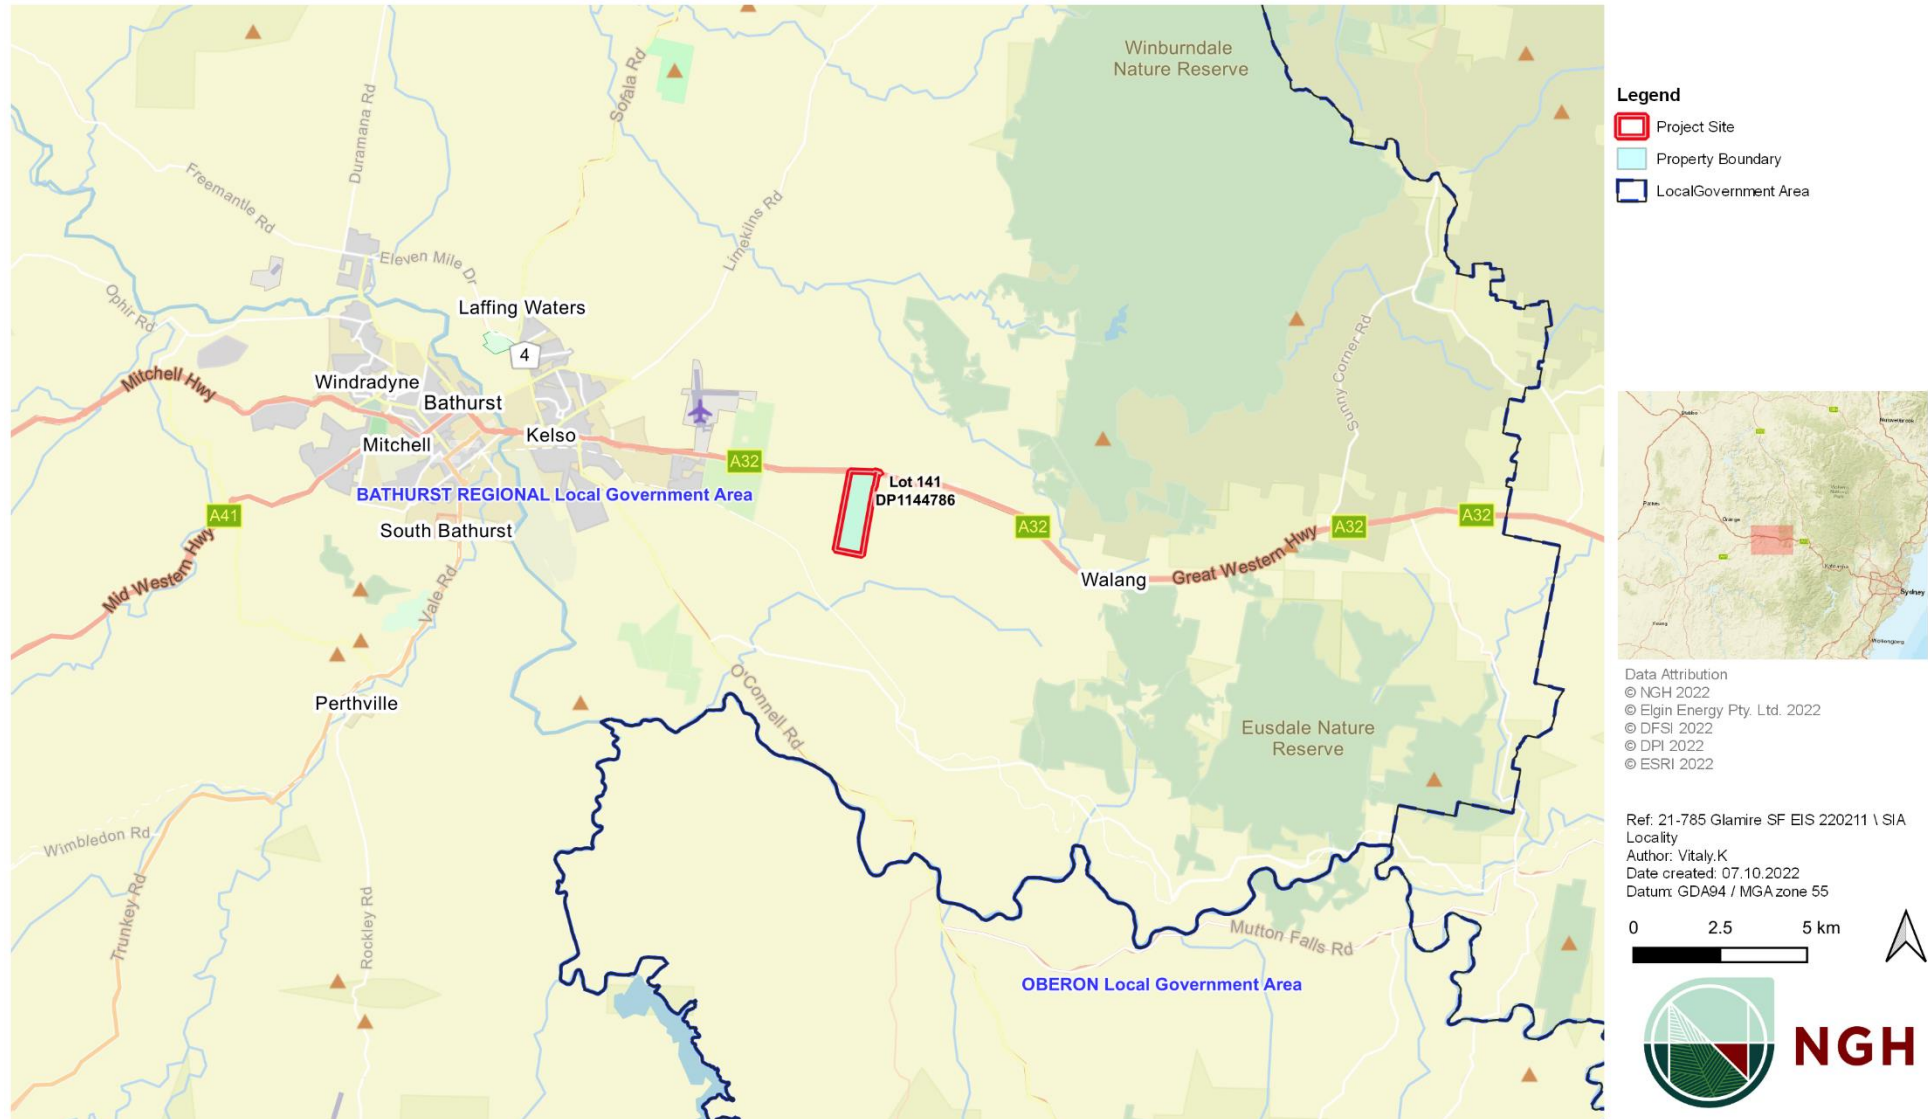 Winburndale
Nature Reserve
Sofala Rd
Duramana Rd
Freemantle Rd
Limekilns Rd
Eleven Mile Dr
Ophir Rd
Laffing Waters
4
Sunny Corner Rd
Mitchell Hwy
Windradyne
Bathurst
Mitchell
Kelso
A32
Lot 141
DP1144786
BATHURST REGIONAL Local Government Area
A41
South Bathurst
A32
A32
A32
Great Western Hwy
Walang
Mid Western Hwy
Vale Rd
O'Connell Rd
Perthville
Eusdale Nature
Reserve
Wimbledon Rd
Trunkey Rd
Rockley Rd
Mutton Falls Rd
OBERON Local Government Area
Legend
Project Site
Property Boundary
LocalGovernment Area
Orange
Sydney
Data Attribution
© NGH 2022
© Elgin Energy Pty. Ltd. 2022
© DFSI 2022
© DPI 2022
© ESRI 2022
Ref: 21-785 Glamire SF EIS 220211 \ SIA
Locality
Author: Vitaly.K
Date created: 07.10.2022
Datum: GDA94 / MGA zone 55
0 2.5 5 km
NGH